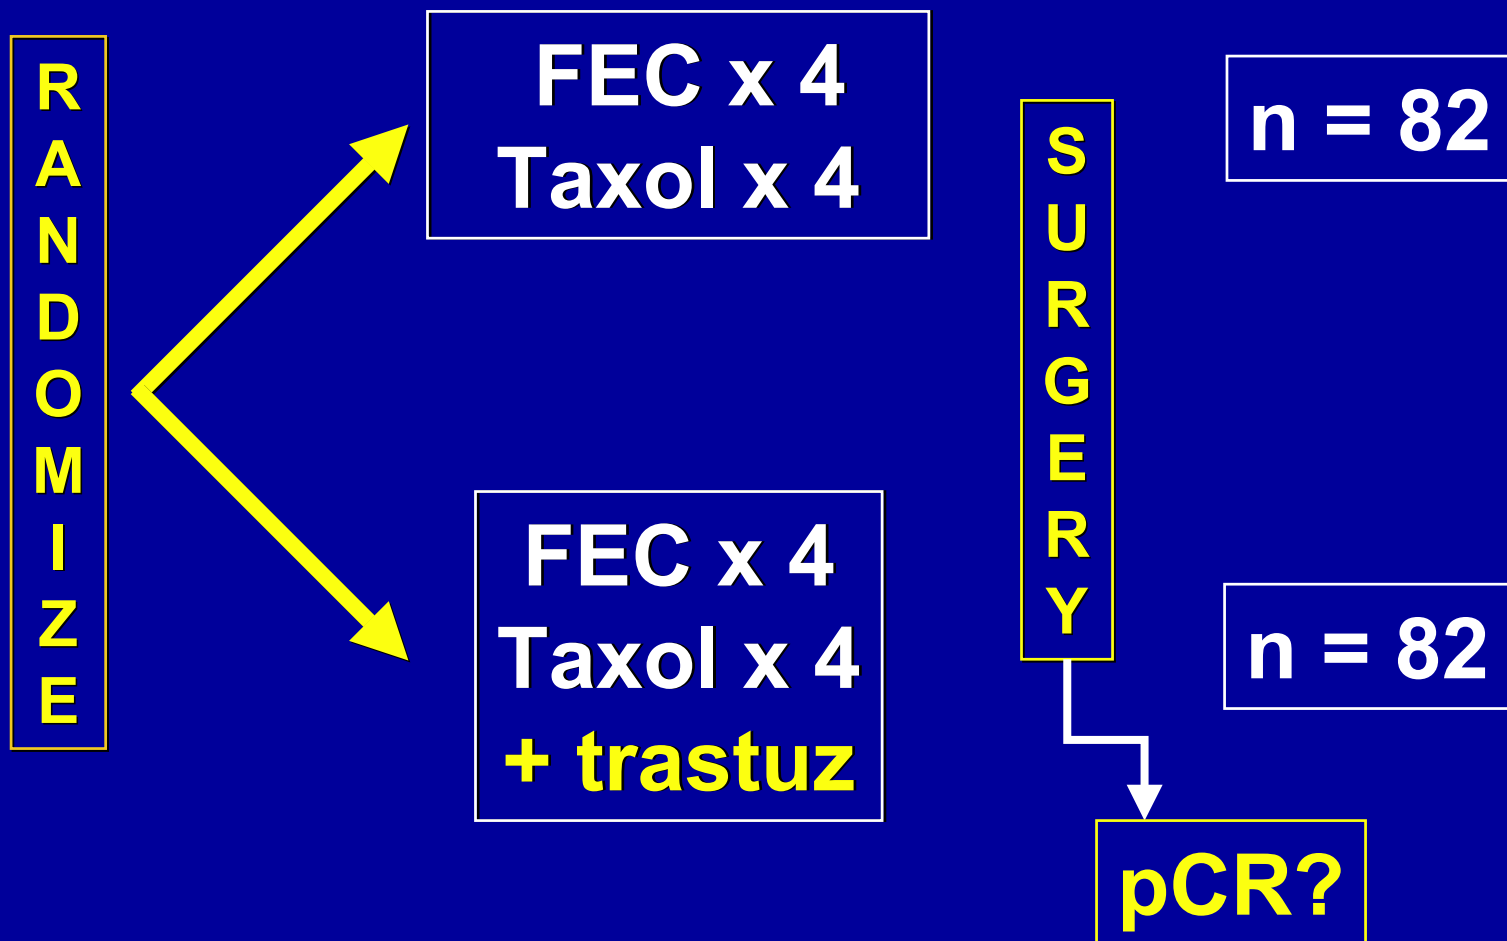 RANDOMIZE
FEC x 4
Taxol x 4
FEC x 4
Taxol x 4
+ trastuz
SURGERY
n = 82
n = 82
pCR?